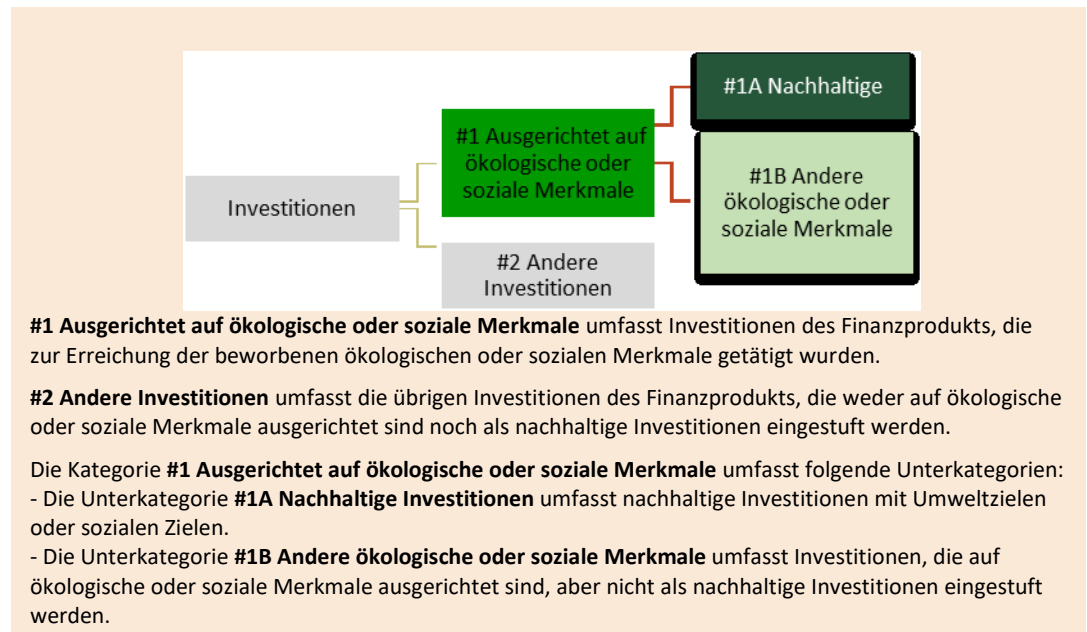 #1A Nachhaltige
#1 Ausgerichtet auf
ökologische oder
soziale Merkmale
#1B Andere
ökologische oder
soziale Merkmale
Investitionen
#2 Andere
Investitionen
#1 Ausgerichtet auf ökologische oder soziale Merkmale umfasst Investitionen des Finanzprodukts, die
zur Erreichung der beworbenen ökologischen oder sozialen Merkmale getätigt wurden.
#2 Andere Investitionen umfasst die übrigen Investitionen des Finanzprodukts, die weder auf ökologische
oder soziale Merkmale ausgerichtet sind noch als nachhaltige Investitionen eingestuft werden.
Die Kategorie #1 Ausgerichtet auf ökologische oder soziale Merkmale umfasst folgende Unterkategorien:
- Die Unterkategorie #1A Nachhaltige Investitionen umfasst nachhaltige Investitionen mit Umweltzielen
oder sozialen Zielen.
- Die Unterkategorie #1B Andere ökologische oder soziale Merkmale umfasst Investitionen, die auf
ökologische oder soziale Merkmale ausgerichtet sind, aber nicht als nachhaltige Investitionen eingestuft
werden.